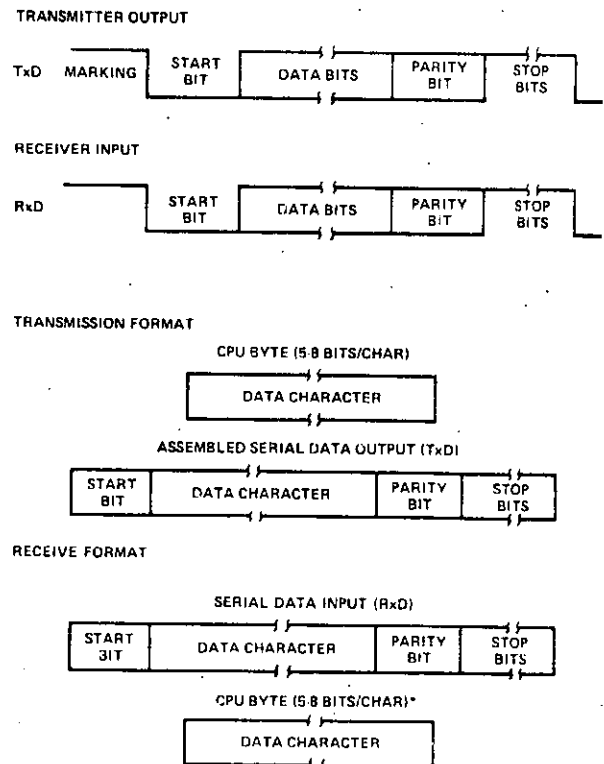 TRANSMITTER OUTPUT
TxD MARKING START BIT DATA BITS PARITY BIT STOP BITS
RECEIVER INPUT
RxD START BIT DATA BITS PARITY BIT STOP BITS
TRANSMISSION FORMAT
CPU BYTE (5-8 BITS/CHAR)
DATA CHARACTER
ASSEMBLED SERIAL DATA OUTPUT (TxD)
START BIT DATA CHARACTER PARITY BIT STOP BITS
RECEIVE FORMAT
SERIAL DATA INPUT (RxD)
START BIT DATA CHARACTER PARITY BIT STOP BITS
CPU BYTE (5-8 BITS/CHAR)*
DATA CHARACTER